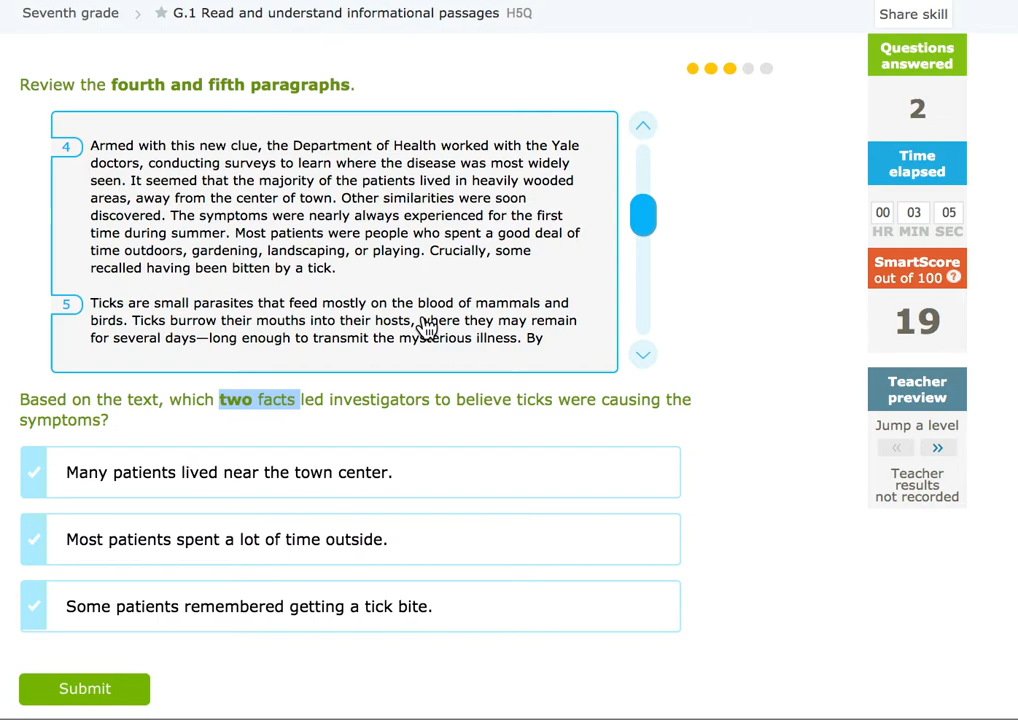 Seventh grade > G.1 Read and understand informational passages H5Q
Share skill
Review the fourth and fifth paragraphs.
4 Armed with this new clue, the Department of Health worked with the Yale
doctors, conducting surveys to learn where the disease was most widely
seen. It seemed that the majority of the patients lived in heavily wooded
areas, away from the center of town. Other similarities were soon
discovered. The symptoms were nearly always experienced for the first
time during summer. Most patients were people who spent a good deal of
time outdoors, gardening, landscaping, or playing. Crucially, some
recalled having been bitten by a tick.
5 Ticks are small parasites that feed mostly on the blood of mammals and
birds. Ticks burrow their mouths into their hosts, where they may remain
for several days—long enough to transmit the mysterious illness. By
Based on the text, which two facts led investigators to believe ticks were causing the
symptoms?
Many patients lived near the town center.
Most patients spent a lot of time outside.
Some patients remembered getting a tick bite.
Submit
Questions
answered
2
Time
elapsed
00 03 05
HR MIN SEC
SmartScore
out of 100 ?
19
Teacher
preview
Jump a level
« »
Teacher
results
not recorded